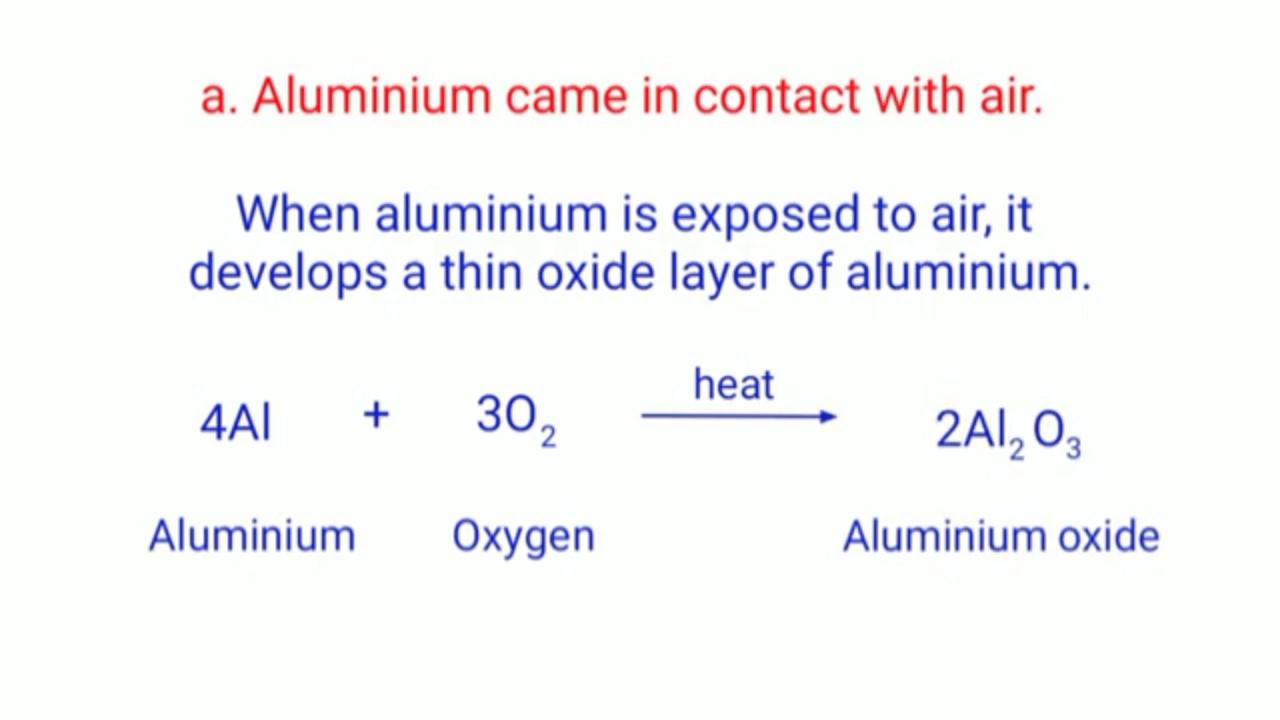 a. Aluminium came in contact with air.
When aluminium is exposed to air, it
develops a thin oxide layer of aluminium.
heat
4Al + 3O₂ → 2Al₂O₃
Aluminium Oxygen Aluminium oxide